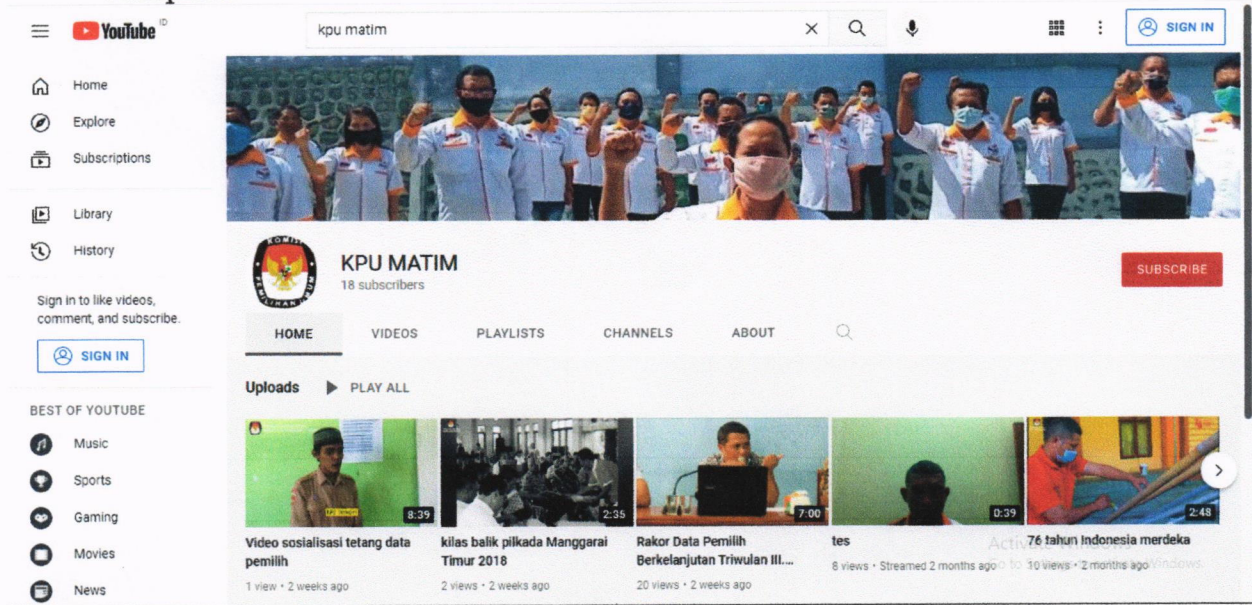 YouTube ID
kpu matim
SIGN IN
Home
Explore
Subscriptions
Library
History
Sign in to like videos,
comment, and subscribe.
SIGN IN
BEST OF YOUTUBE
Music
Sports
Gaming
Movies
News
KOMISI
PEMILIHAN UMUM
KPU MATIM
18 subscribers
SUBSCRIBE
HOME VIDEOS PLAYLISTS CHANNELS ABOUT
Uploads PLAY ALL
8:39
Video sosialisasi tetang data
pemilih
1 view • 2 weeks ago
2:35
kilas balik pilkada Manggarai
Timur 2018
2 views • 2 weeks ago
7:00
Rakor Data Pemilih
Berkelanjutan Triwulan III....
20 views • 2 weeks ago
0:39
tes
8 views • Streamed 2 months ago
2:48
76 tahun Indonesia merdeka
10 views • 2 months ago
Activate Windows